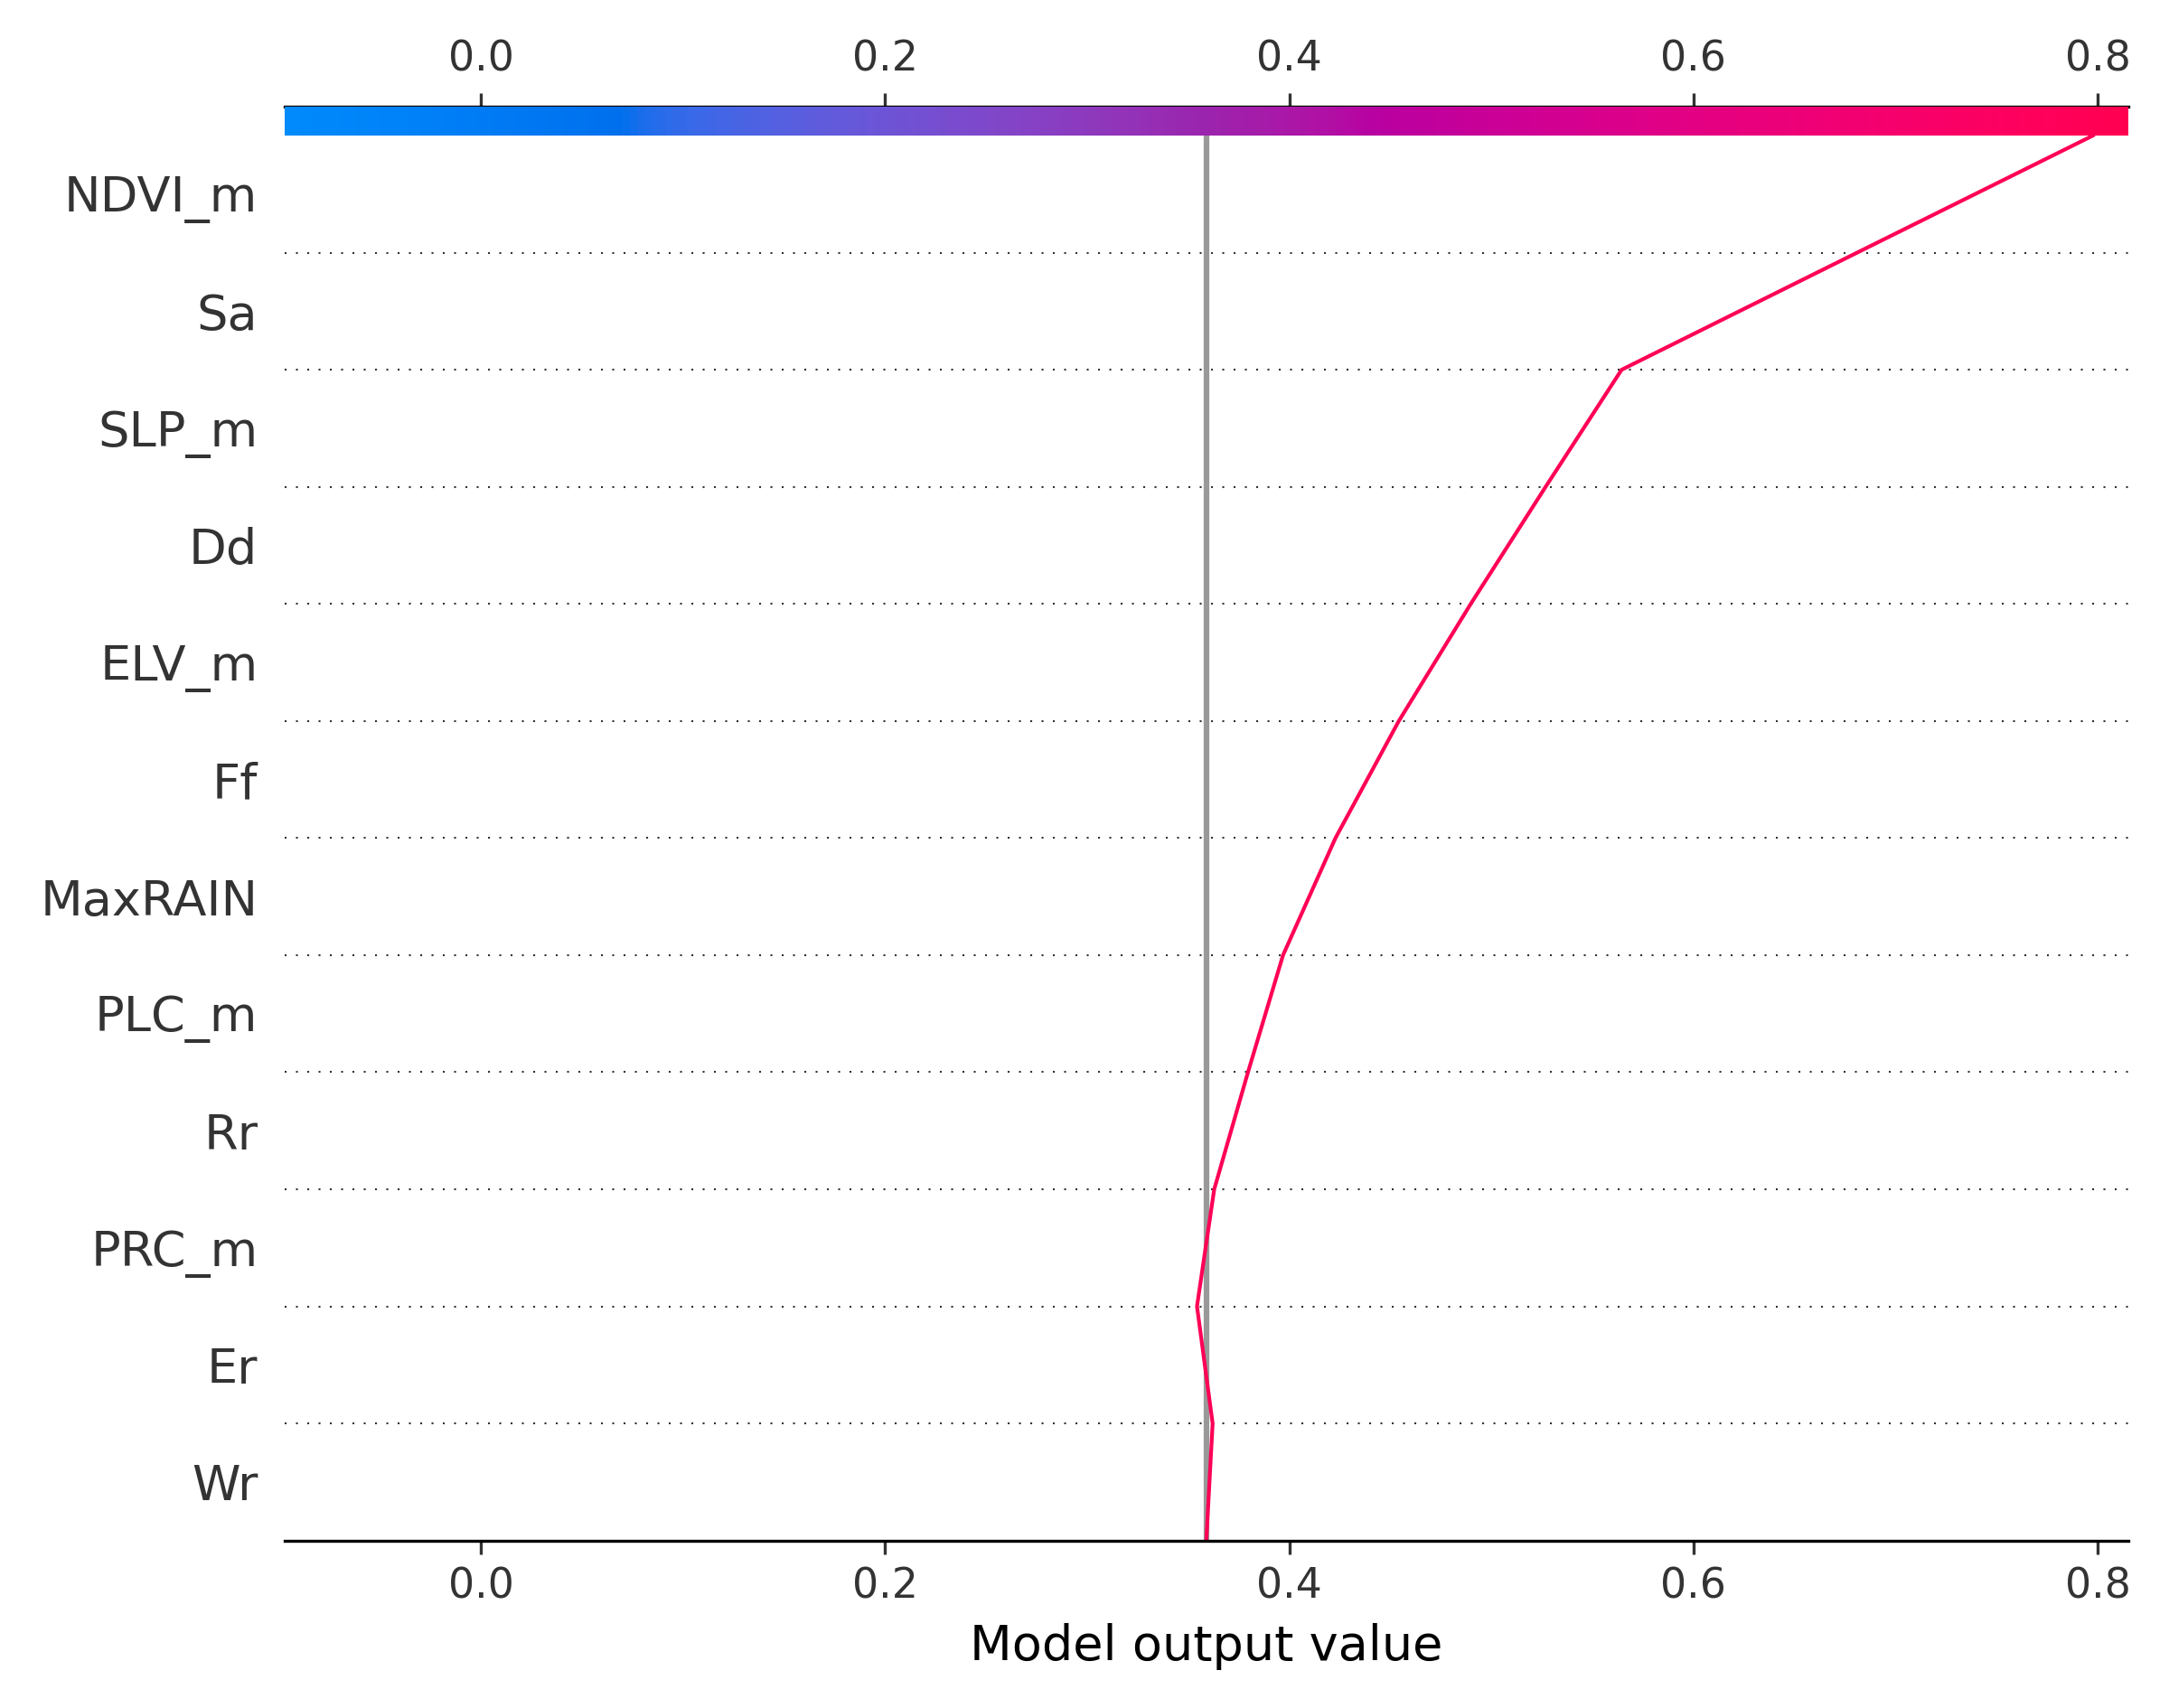 0.0 0.2 0.4 0.6 0.8
NDVI_m
Sa
SLP_m
Dd
ELV_m
Ff
MaxRAIN
PLC_m
Rr
PRC_m
Er
Wr
0.0 0.2 0.4 0.6 0.8
Model output value